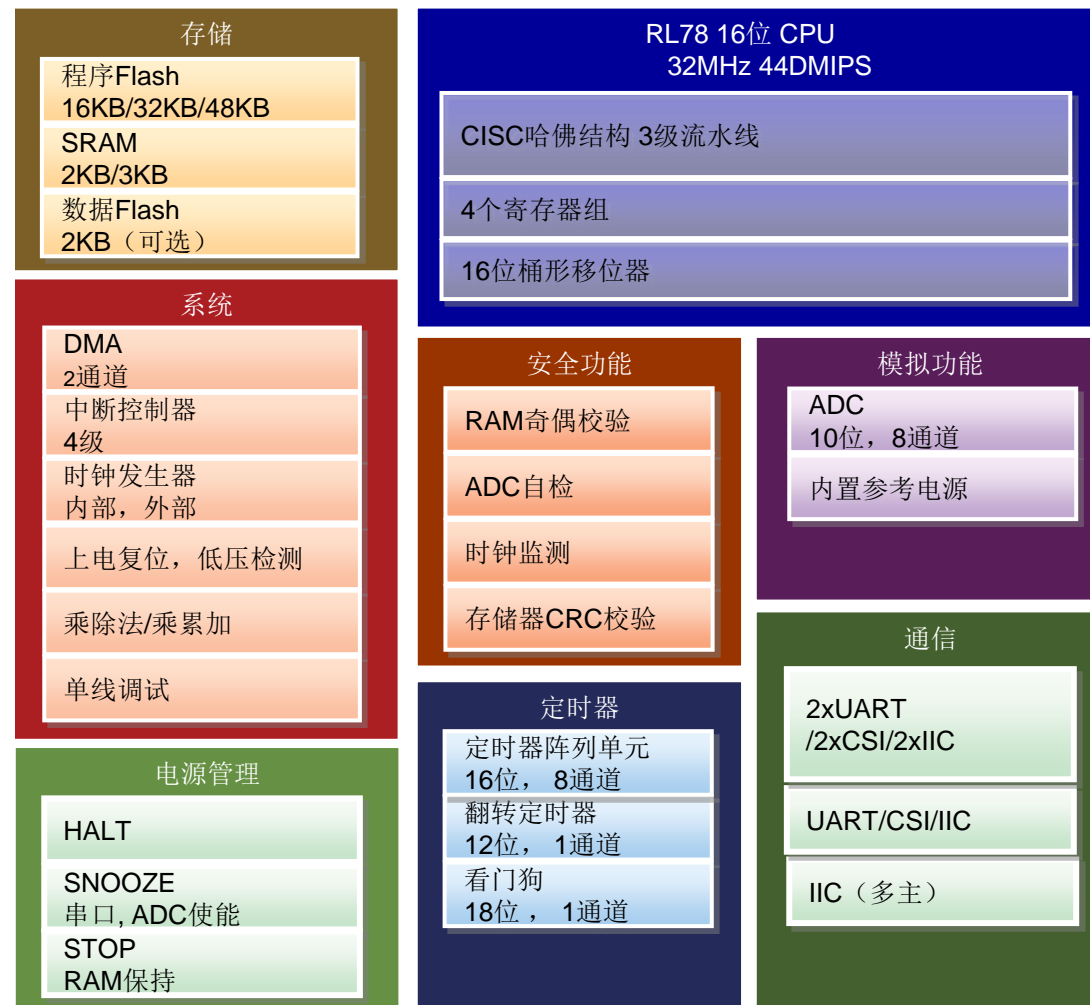 存储
程序Flash
16KB/32KB/48KB
SRAM
2KB/3KB
数据Flash
2KB（可选）
RL78 16位 CPU
32MHz 44DMIPS
CISC哈佛结构 3级流水线
4个寄存器组
16位桶形移位器
系统
DMA
2通道
中断控制器
4级
时钟发生器
内部，外部
上电复位，低压检测
乘除法/乘累加
单线调试
安全功能
RAM奇偶校验
ADC自检
时钟监测
存储器CRC校验
模拟功能
ADC
10位，8通道
内置参考电源
电源管理
HALT
SNOOZE
串口, ADC使能
STOP
RAM保持
定时器
定时器阵列单元
16位， 8通道
翻转定时器
12位， 1通道
看门狗
18位 ， 1通道
通信
2xUART
/2xCSI/2xIIC
UART/CSI/IIC
IIC（多主）